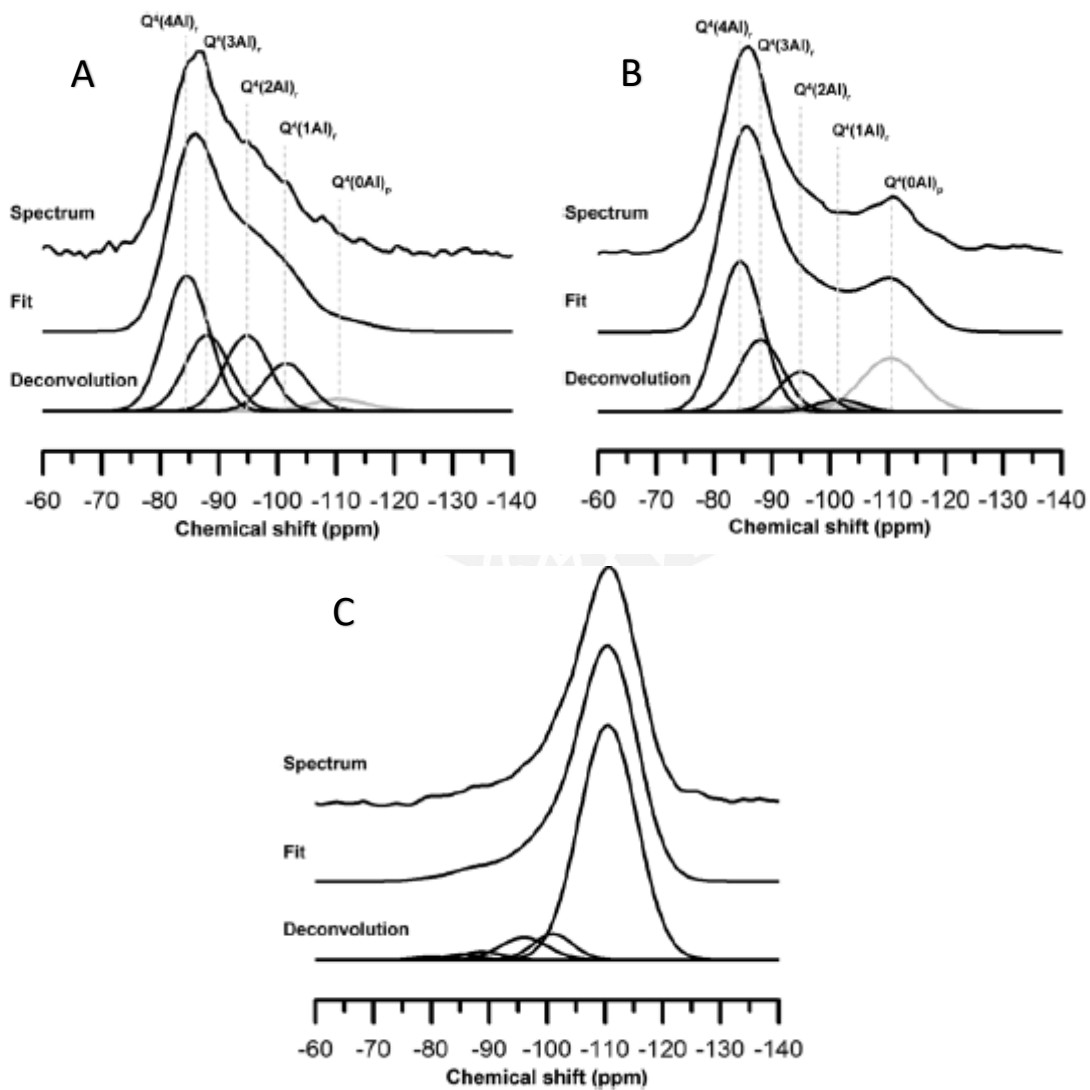 A
Q⁴(4Al)ᵣ
Q⁴(3Al)ᵣ
Q⁴(2Al)ᵣ
Q⁴(1Al)ᵣ
Q⁴(0Al)ₚ
Spectrum
Fit
Deconvolution
-60 -70 -80 -90 -100 -110 -120 -130 -140
Chemical shift (ppm)
B
Q⁴(4Al)ᵣ
Q⁴(3Al)ᵣ
Q⁴(2Al)ᵣ
Q⁴(1Al)ᵣ
Q⁴(0Al)ₚ
Spectrum
Fit
Deconvolution
-60 -70 -80 -90 -100 -110 -120 -130 -140
Chemical shift (ppm)
C
Spectrum
Fit
Deconvolution
-60 -70 -80 -90 -100 -110 -120 -130 -140
Chemical shift (ppm)